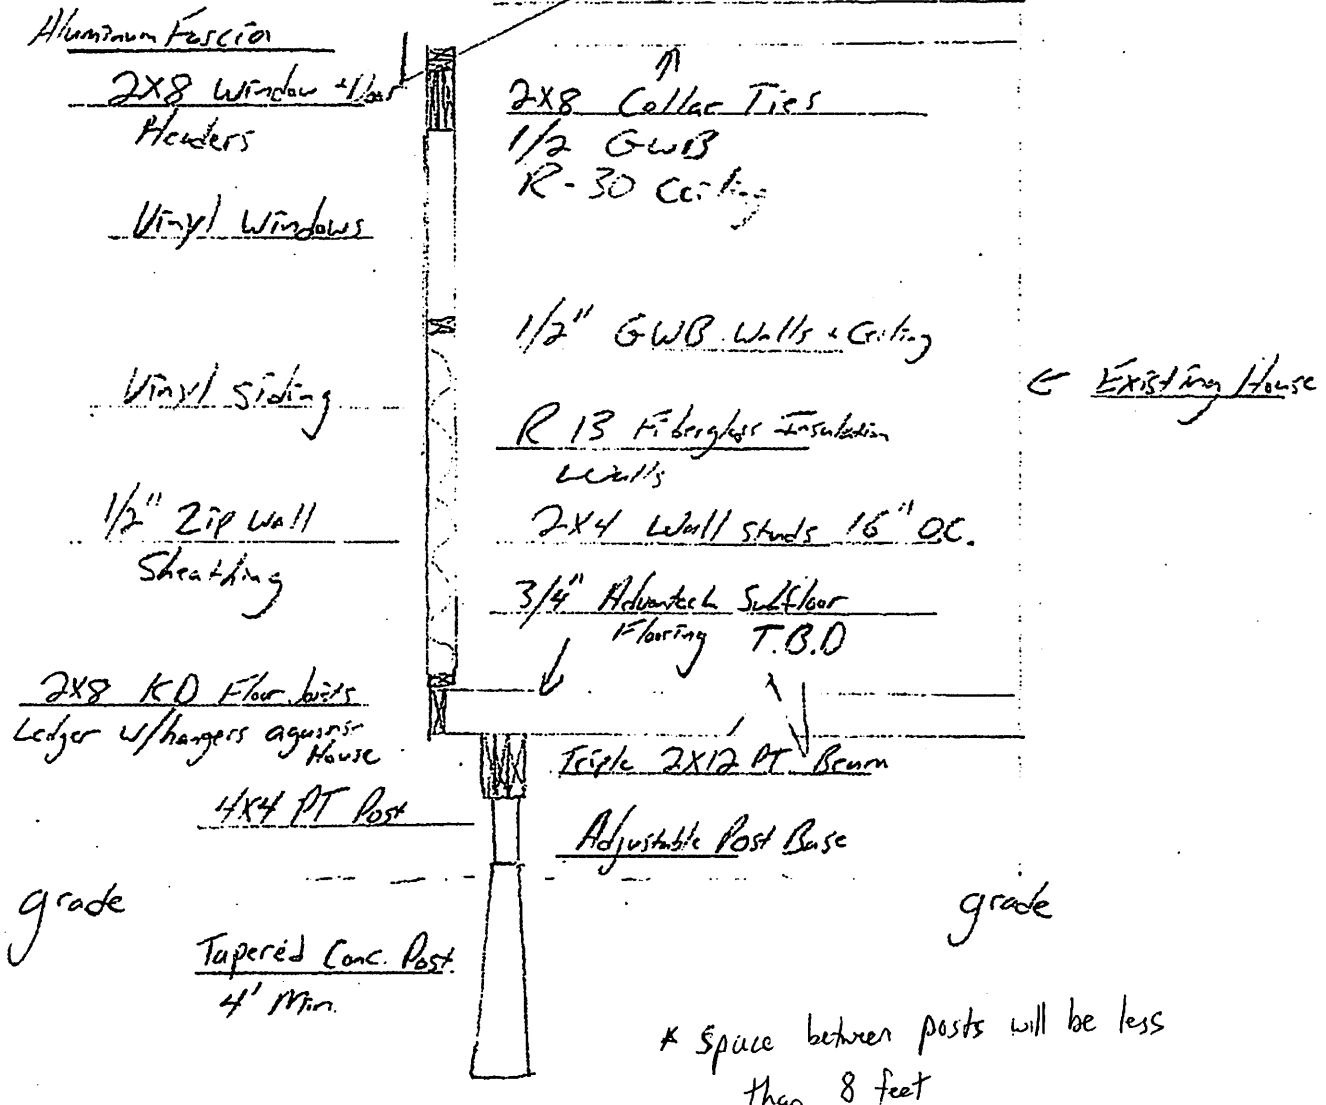 Aluminum Fascia
2X8 Window + Door
Headers
Vinyl Windows
Vinyl Siding
1/2" Zip Wall
Sheathing
2X8 KD Floor Joists
Ledger w/hangers against
House
4X4 PT Post
grade
Tapered Conc. Post
4' Min.
2X8 Collar Ties
1/2 GWB
R-30 Ceiling
1/2" GWB Walls + Ceiling
R 13 Fiberglass Insulation
Walls
2X4 Wall studs 16" O.C.
3/4" Advantech Subfloor
Flooring T.B.D
Triple 2X12 PT Beam
Adjustable Post Base
Existing House
grade
* Space between posts will be less
than 8 feet